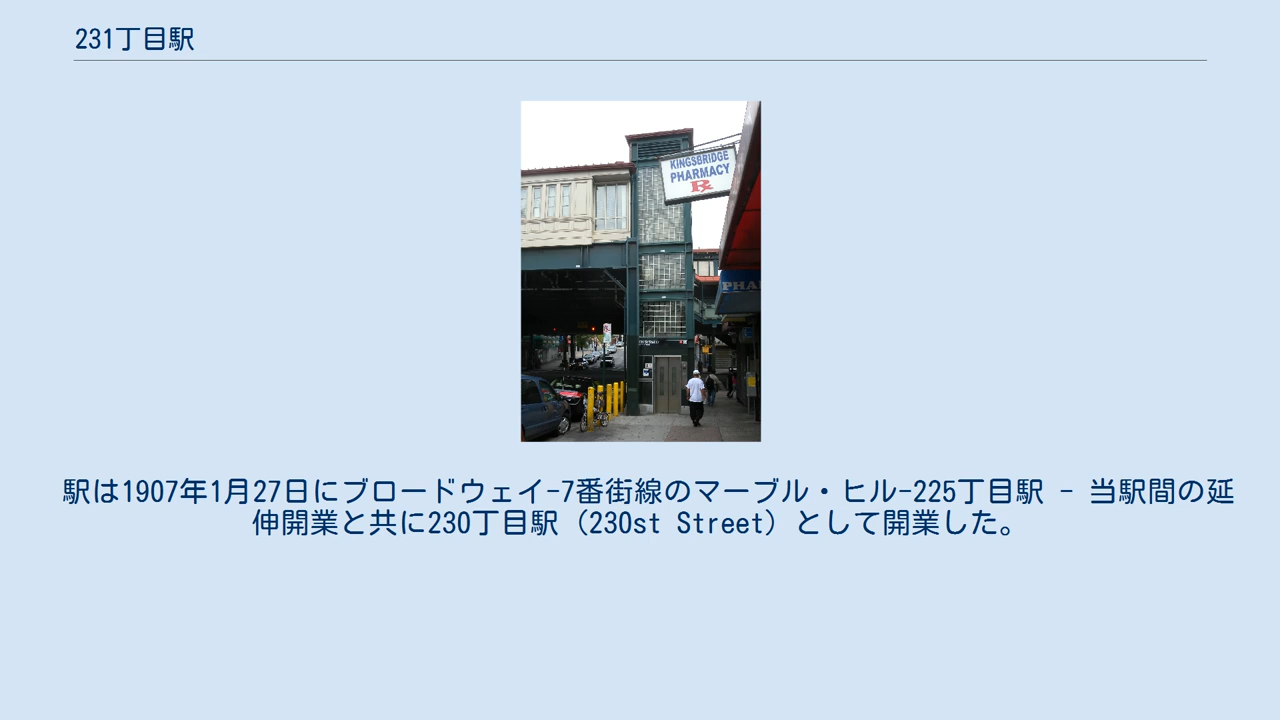 231丁目駅
KINGSBRIDGE
PHARMACY
Rx
PHA
駅は1907年1月27日にブロードウェイ-7番街線のマーブル・ヒル-225丁目駅 - 当駅間の延
伸開業と共に230丁目駅（230st Street）として開業した。